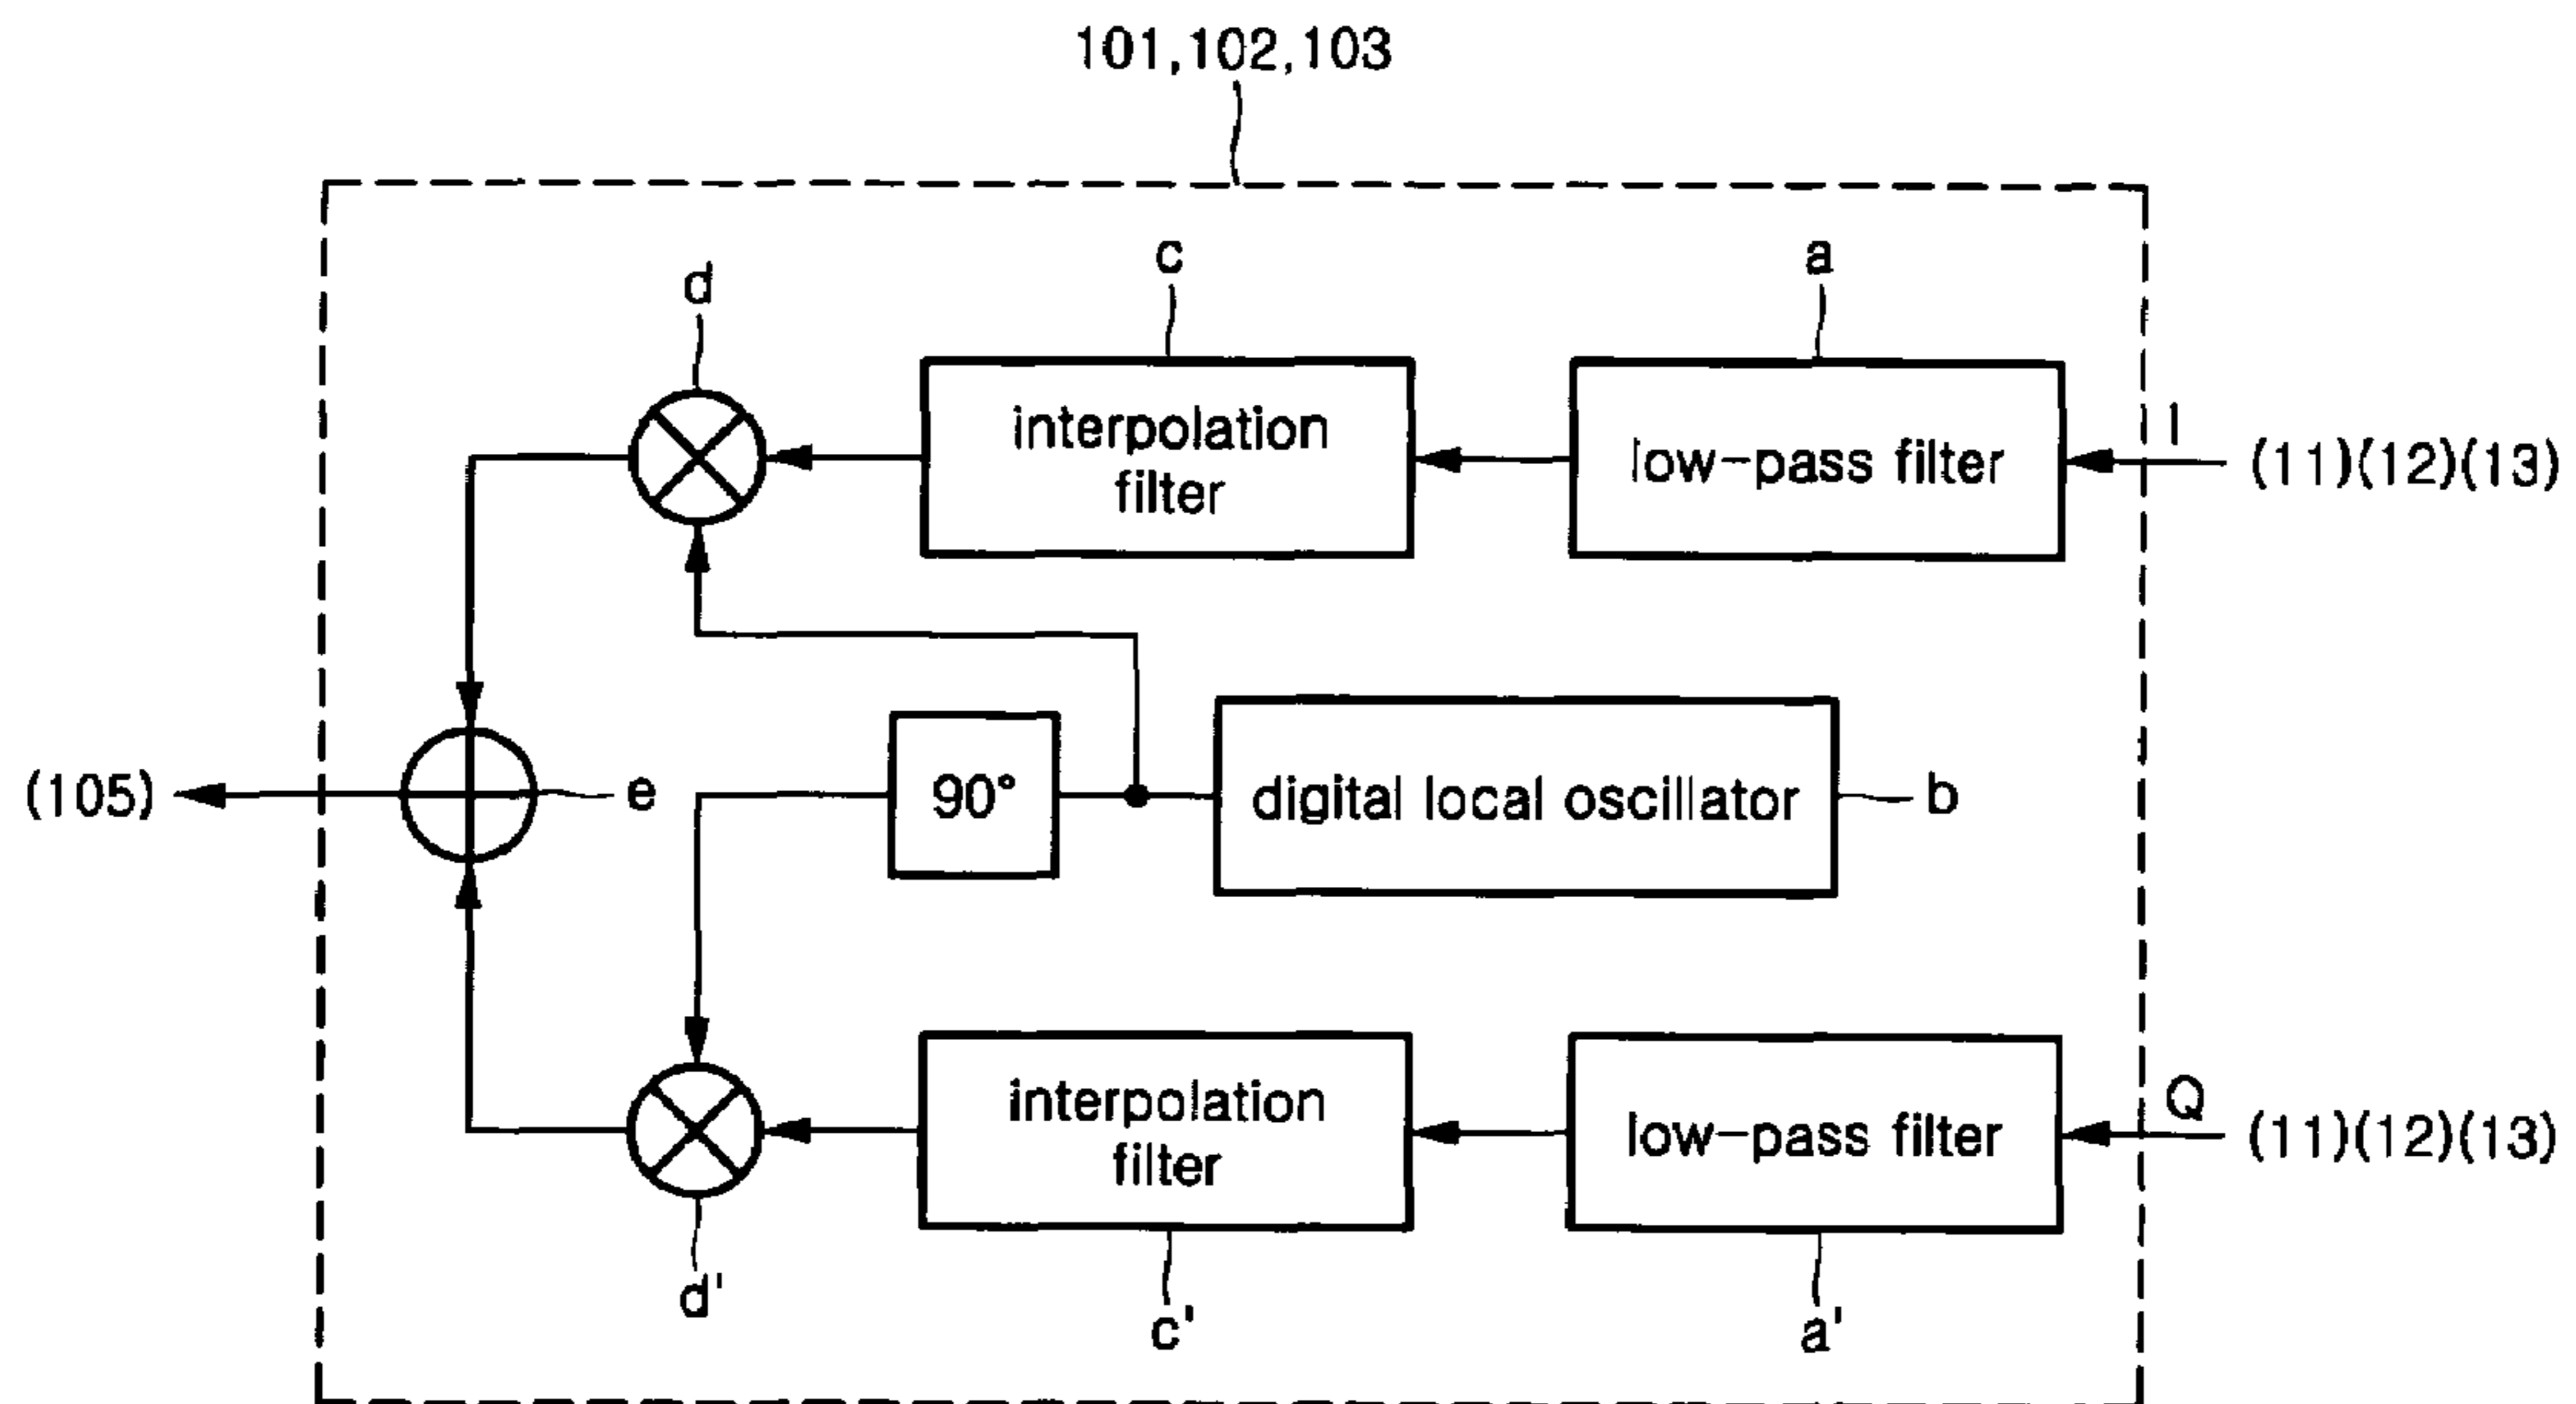 101,102,103
d
c
a
interpolation
filter
low-pass filter
I
(11)(12)(13)
(105)
e
90°
digital local oscillator
b
interpolation
filter
low-pass filter
Q
(11)(12)(13)
d'
c'
a'